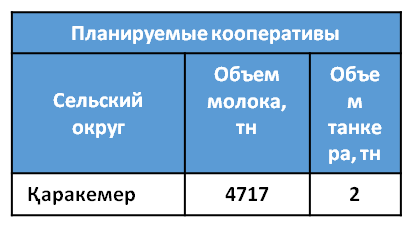 Планируемые кооперативы
Сельский
округ
Объем
молока,
тн
Объе
м
танке
ра, тн
Қаракемер
4717
2